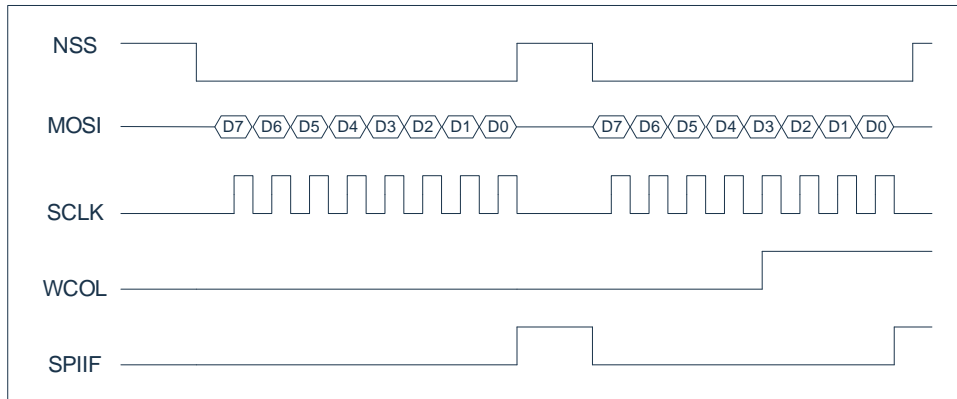 NSS
MOSI D7 D6 D5 D4 D3 D2 D1 D0 D7 D6 D5 D4 D3 D2 D1 D0
SCLK
WCOL
SPIIF